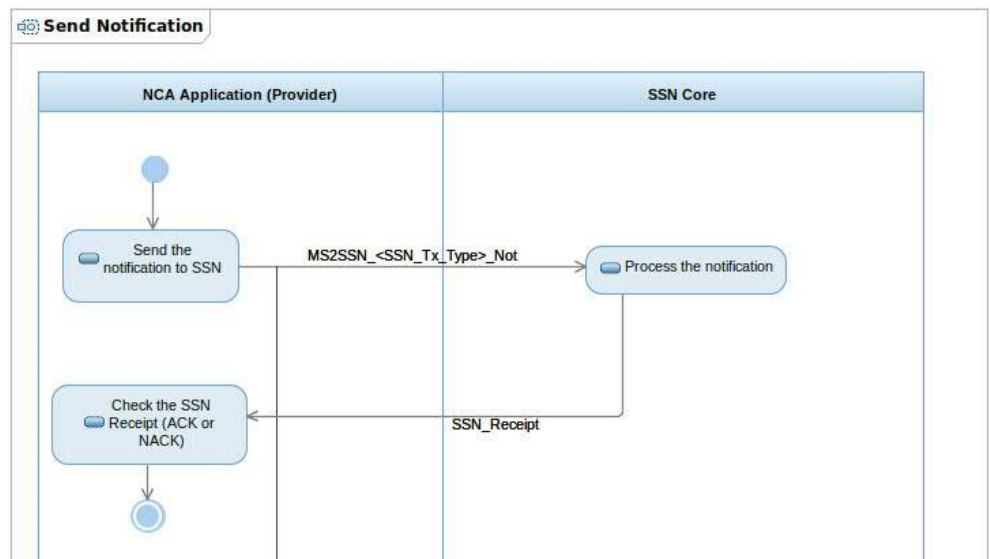 Send Notification
NCA Application (Provider)
SSN Core
Send the
notification to SSN
MS2SSN_<SSN_Tx_Type>_Not
Process the notification
Check the SSN
Receipt (ACK or
NACK)
SSN_Receipt